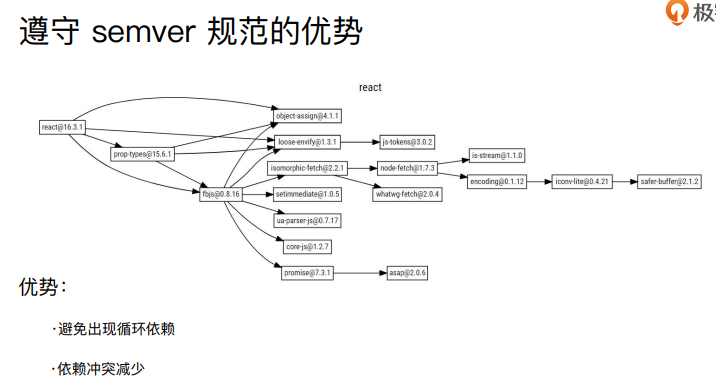 遵守 semver 规范的优势
极
react
object-assign@4.1.1
react@16.3.1
loose-envify@1.3.1
js-tokens@3.0.2
prop-types@15.6.1
is-stream@1.1.0
isomorphic-fetch@2.2.1
node-fetch@1.7.3
encoding@0.1.12
iconv-lite@0.4.21
safer-buffer@2.1.2
fbjs@0.8.16
setimmediate@1.0.5
whatwg-fetch@2.0.4
ua-parser-js@0.7.17
core-js@1.2.7
promise@7.3.1
asap@2.0.6
优势：
·避免出现循环依赖
·依赖冲突减少